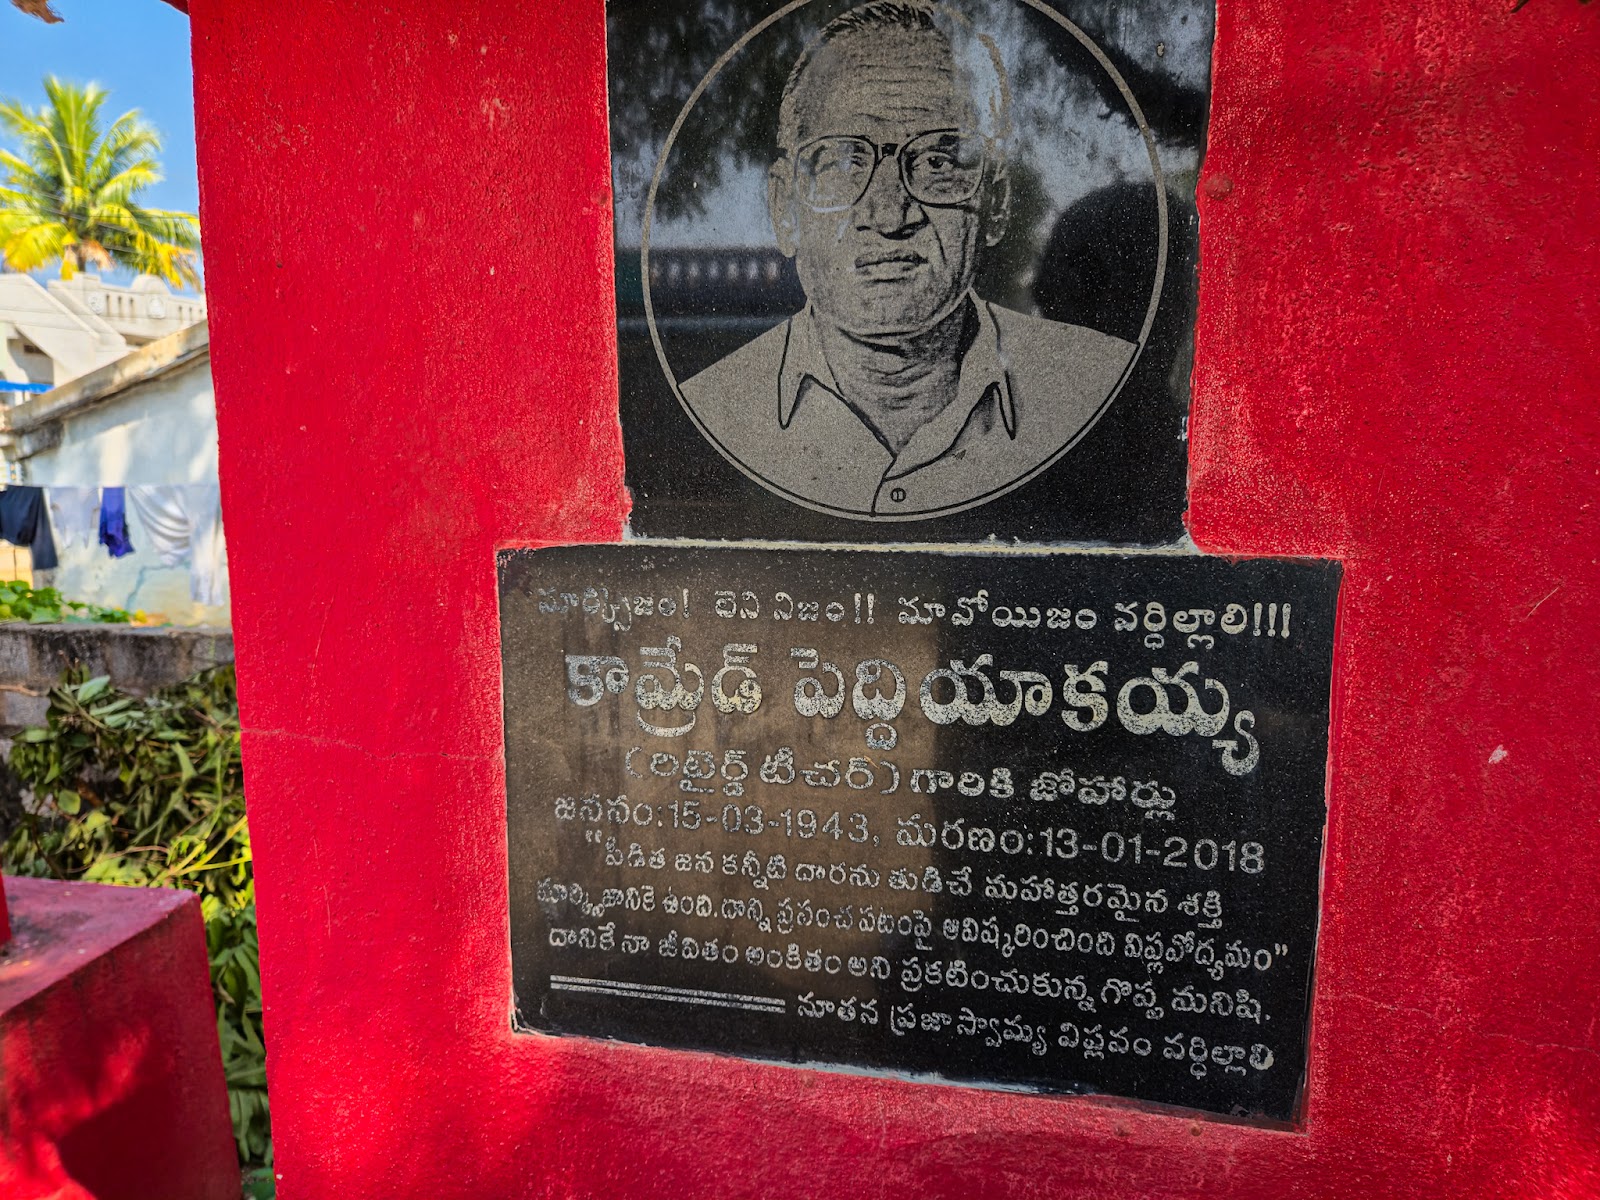 మార్క్సిజం! లెనినిజం!! మావోయిజం వర్ధిల్లాలి!!!
కామ్రేడ్ పెద్దియాకయ్య
(రిటైర్డ్ టీచర్) గారికి జోహార్లు
జననం:15-03-1943, మరణం:13-01-2018
"పీడిత జన కన్నీటి దారను తుడిచే మహాత్తరమైన శక్తి
మార్క్సిజానికె ఉంది. దాన్ని ప్రపంచ పటంపై ఆవిష్కరించింది విప్లవోద్యమం"
దానికే నా జీవితం అంకితం అని ప్రకటించుకున్న గొప్ప మనిషి.
నూతన ప్రజాస్వామ్య విప్లవం వర్ధిల్లాలి